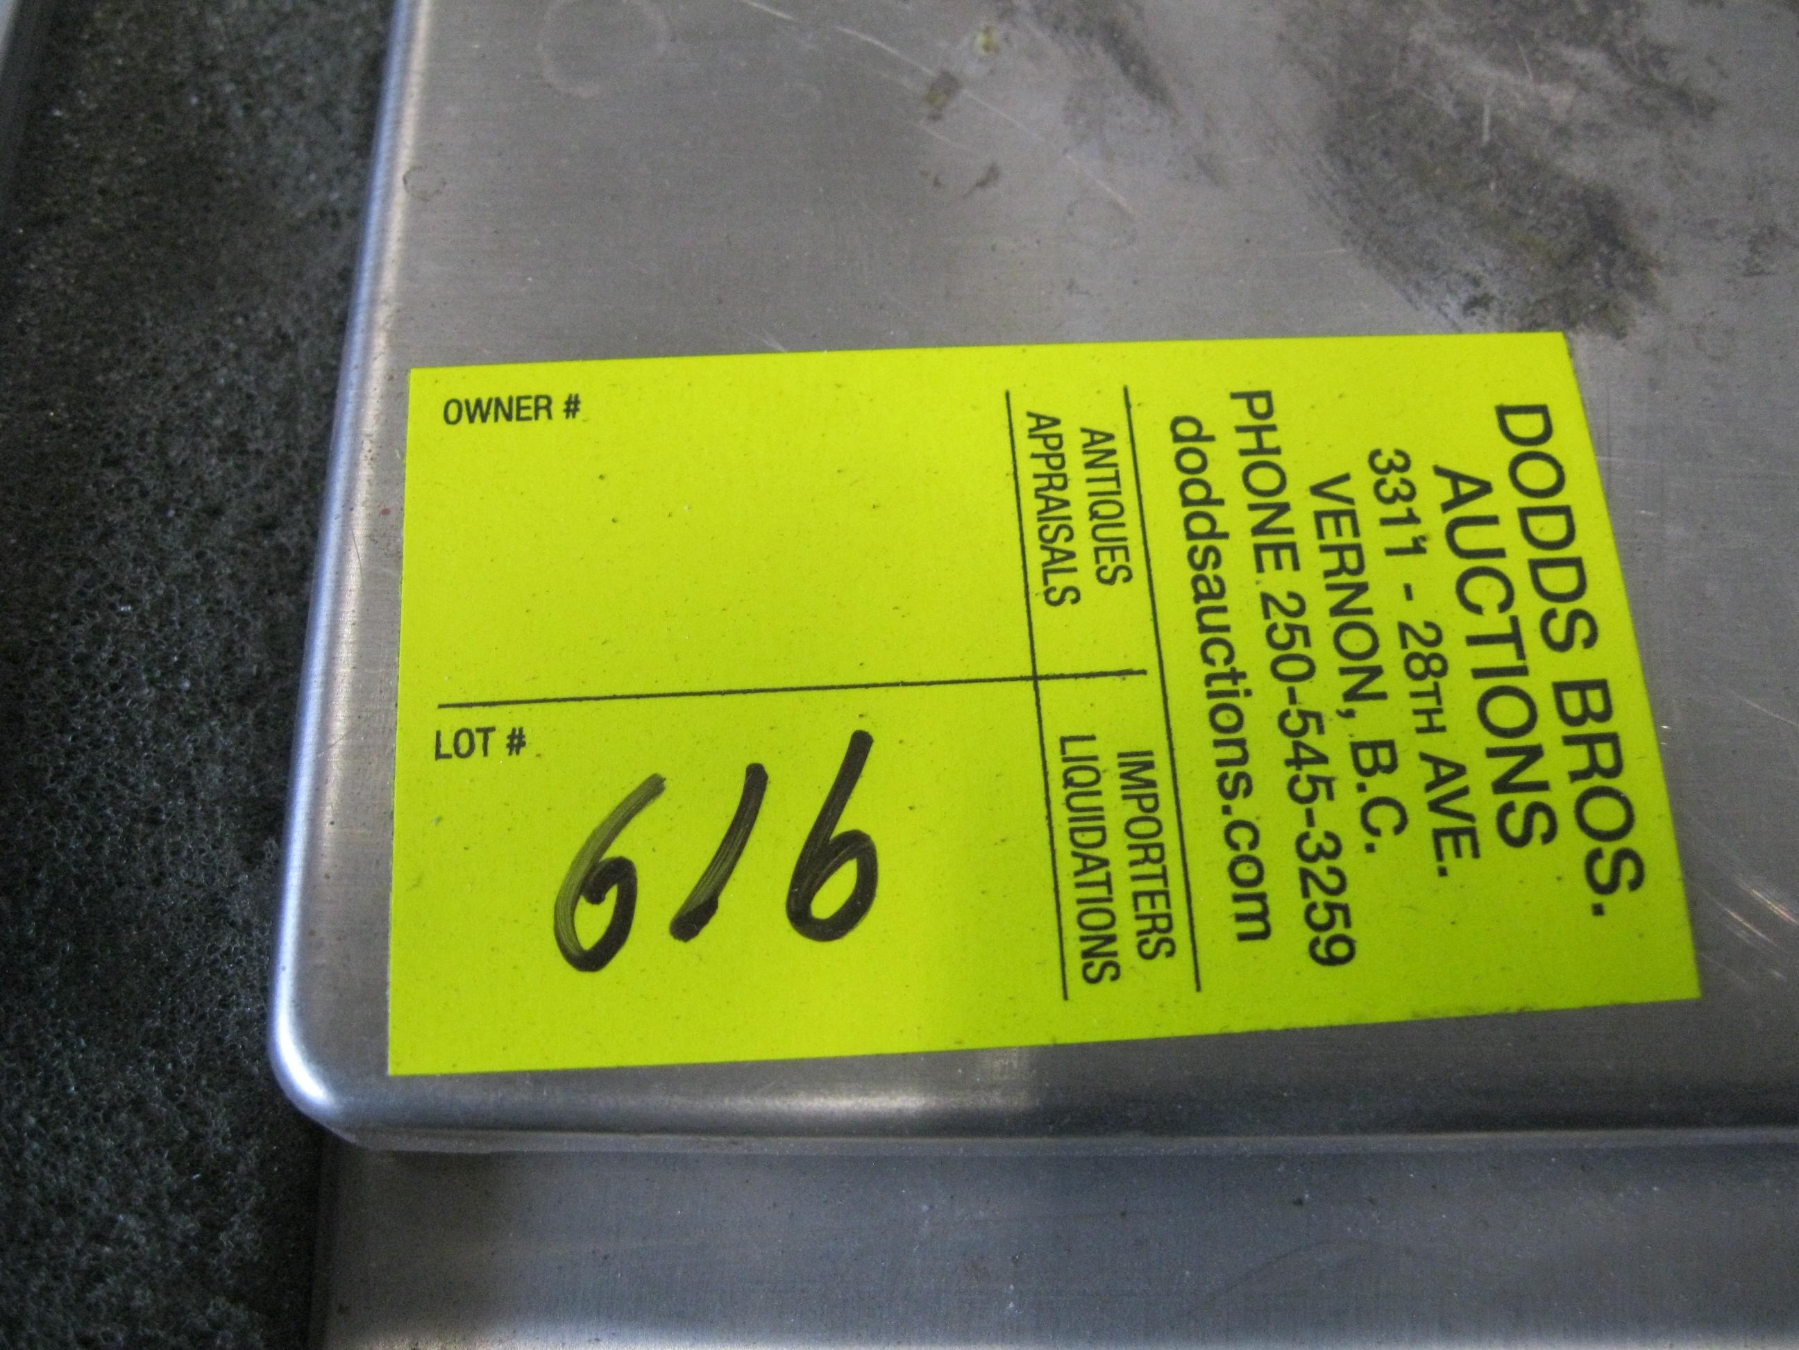 DODDS BROS.
AUCTIONS
3311 - 28TH AVE.
VERNON, B.C.
PHONE 250-545-3259
doddsauctions.com
ANTIQUES
APPRAISALS
IMPORTERS
LIQUIDATIONS
OWNER #
LOT #
616